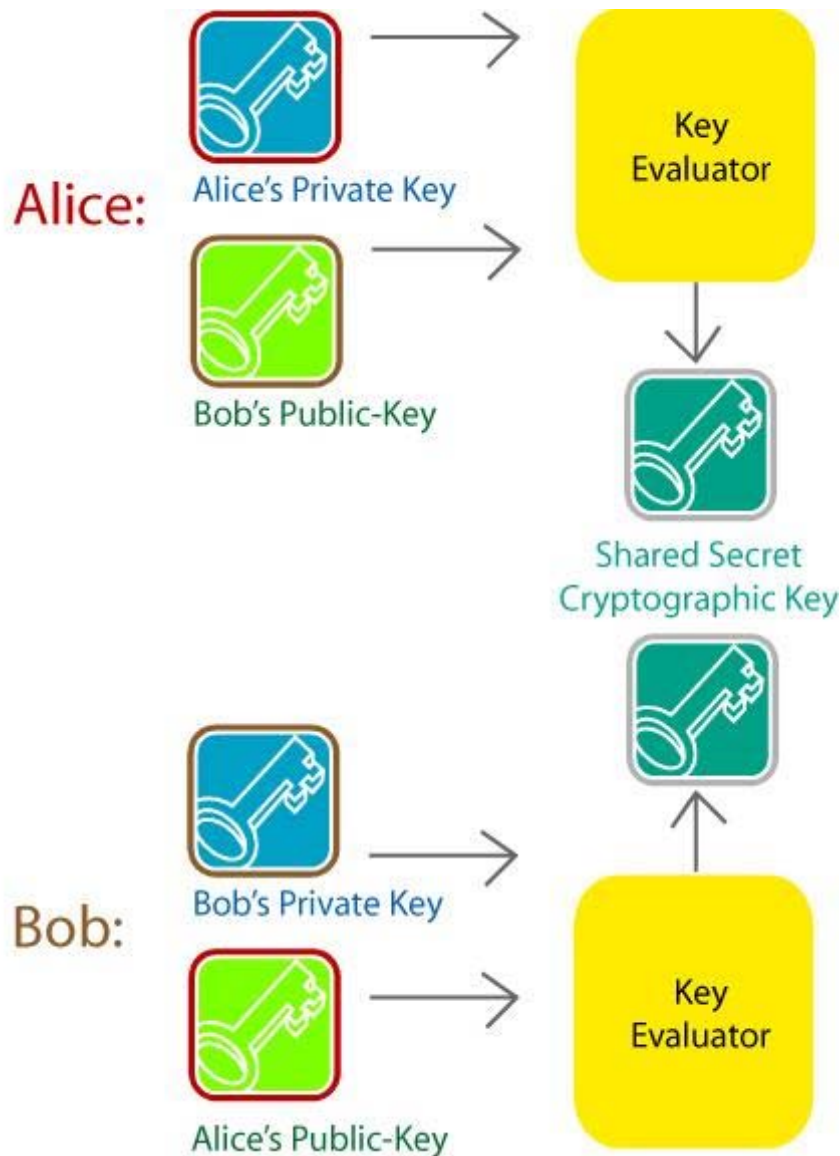 Alice's Private Key
Key
Evaluator
Alice:
Bob's Public-Key
Shared Secret
Cryptographic Key
Bob's Private Key
Bob:
Key
Evaluator
Alice's Public-Key